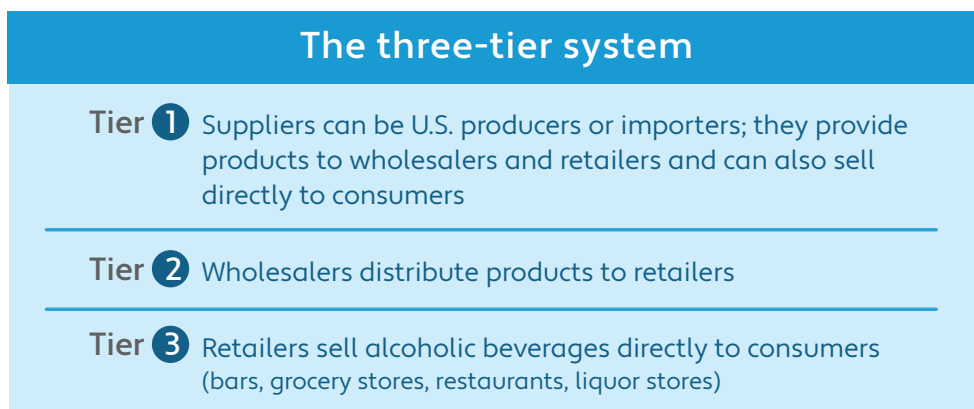 The three-tier system
Tier 1 Suppliers can be U.S. producers or importers; they provide
products to wholesalers and retailers and can also sell
directly to consumers
Tier 2 Wholesalers distribute products to retailers
Tier 3 Retailers sell alcoholic beverages directly to consumers
(bars, grocery stores, restaurants, liquor stores)